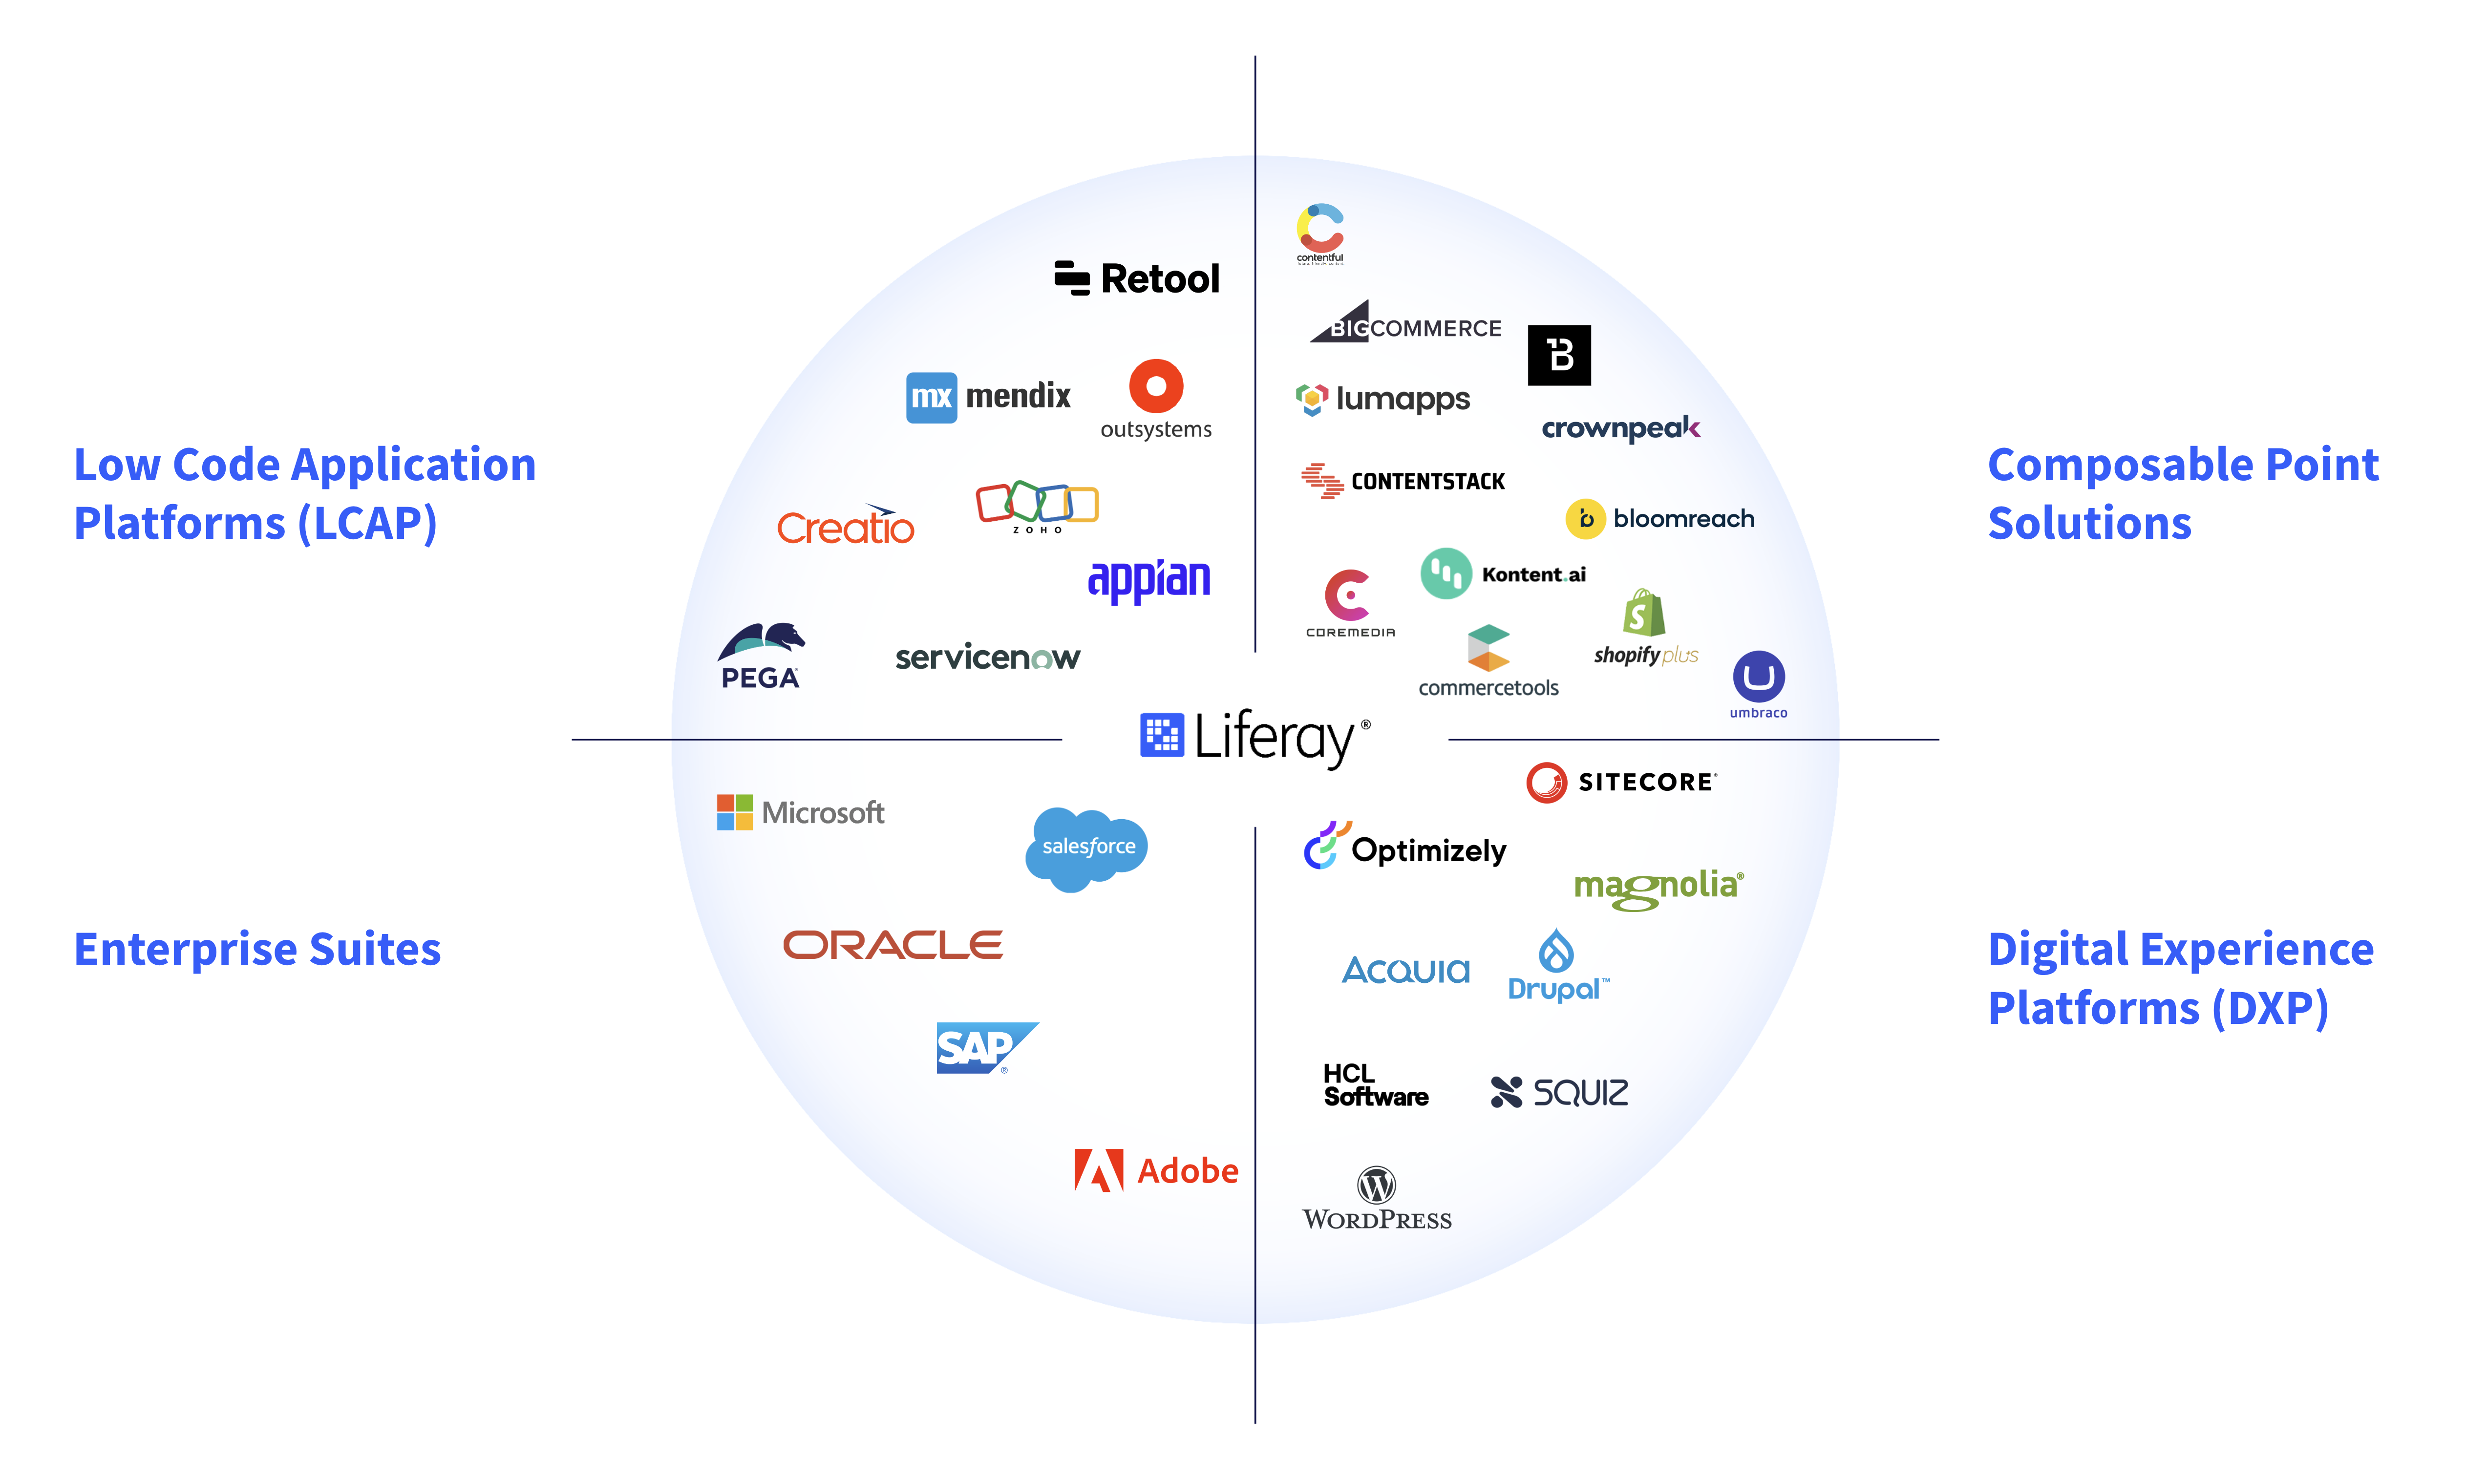 Low Code Application
Platforms (LCAP)
Retool
mx mendix
outsystems
Creatio
ZOHO
appian
PEGA
servicenow
Composable Point
Solutions
contentful
BIGCOMMERCE
B
lumapps
crownpeak
CONTENTSTACK
b bloomreach
Kontent.ai
COREMEDIA
S
shopifyplus
commercetools
umbraco
Liferay®
Enterprise Suites
Microsoft
salesforce
ORACLE
SAP®
Adobe
Digital Experience
Platforms (DXP)
SITECORE®
Optimizely
magnolia®
ACQUIA
Drupal™
HCL
Software
SQUIZ
W
WORDPRESS